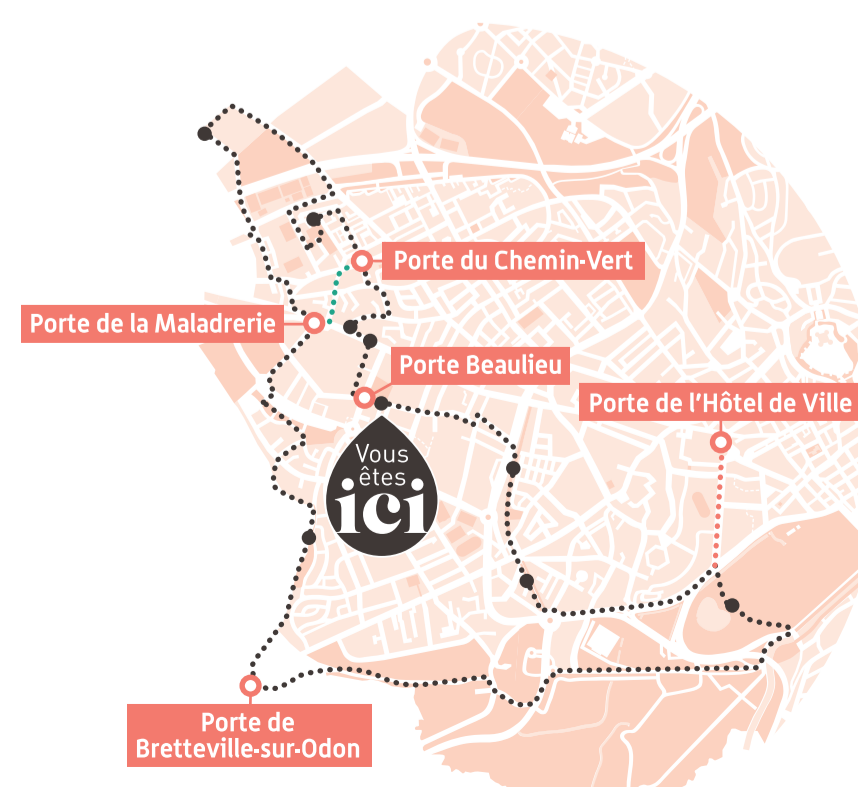 Porte du Chemin-Vert
Porte de la Maladrerie
Porte Beaulieu
Porte de l'Hôtel de Ville
Vous
êtes
ici
Porte de
Bretteville-sur-Odon